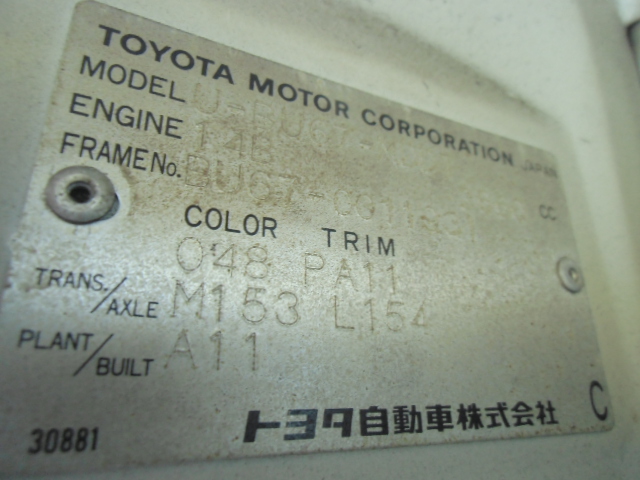 TOYOTA MOTOR CORPORATION JAPAN
MODEL
ENGINE 14B CC
FRAME No.
COLOR TRIM
048 PA11
TRANS./AXLE M153 L154
PLANT/BUILT A11
30881 トヨタ自動車株式会社 C